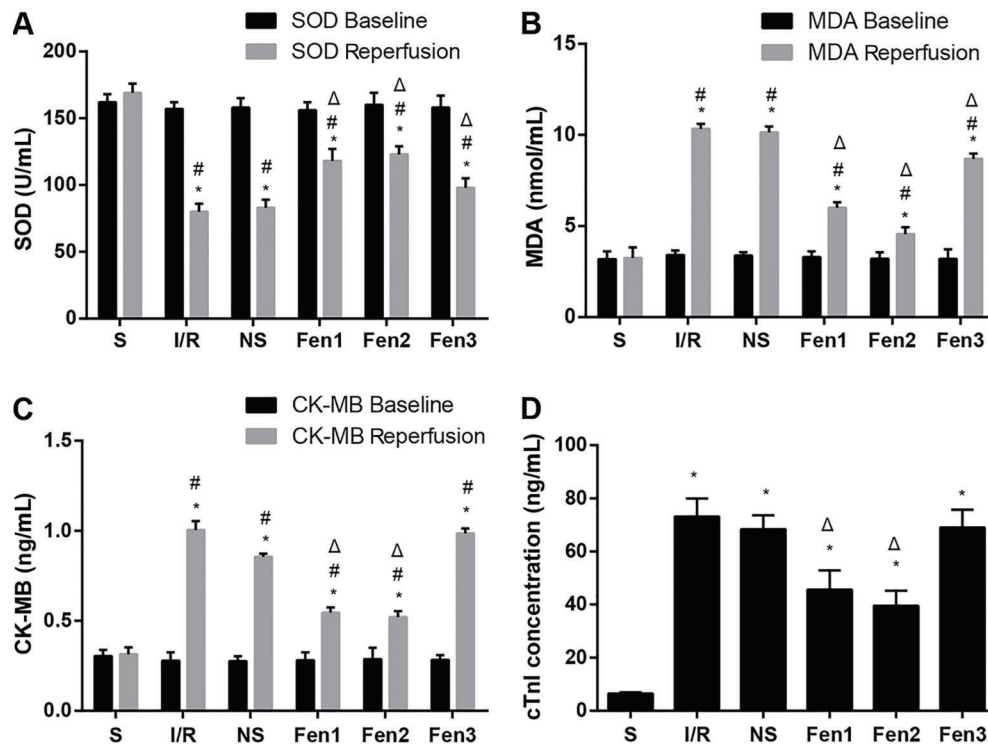 A
SOD Baseline
SOD Reperfusion
SOD (U/mL)
200
150
100
50
0
# *
# *
Δ # *
Δ # *
Δ # *
S I/R NS Fen1 Fen2 Fen3
B
MDA Baseline
MDA Reperfusion
MDA (nmol/mL)
15
10
5
0
# *
# *
Δ # *
Δ # *
Δ # *
S I/R NS Fen1 Fen2 Fen3
C
CK-MB Baseline
CK-MB Reperfusion
CK-MB (ng/mL)
1.5
1.0
0.5
0.0
# *
# *
Δ # *
Δ # *
# *
S I/R NS Fen1 Fen2 Fen3
D
cTnI concentration (ng/mL)
100
80
60
40
20
0
*
*
Δ *
Δ *
*
S I/R NS Fen1 Fen2 Fen3